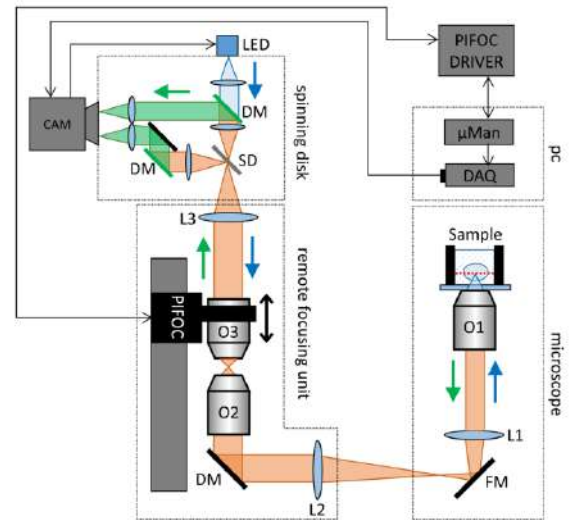 LED
PIFOC
DRIVER
CAM
DM
spinning disk
μMan
SD
DM
DAQ
pc
L3
Sample
PIFOC
O3
remote focusing unit
O1
microscope
O2
L1
DM
L2
FM